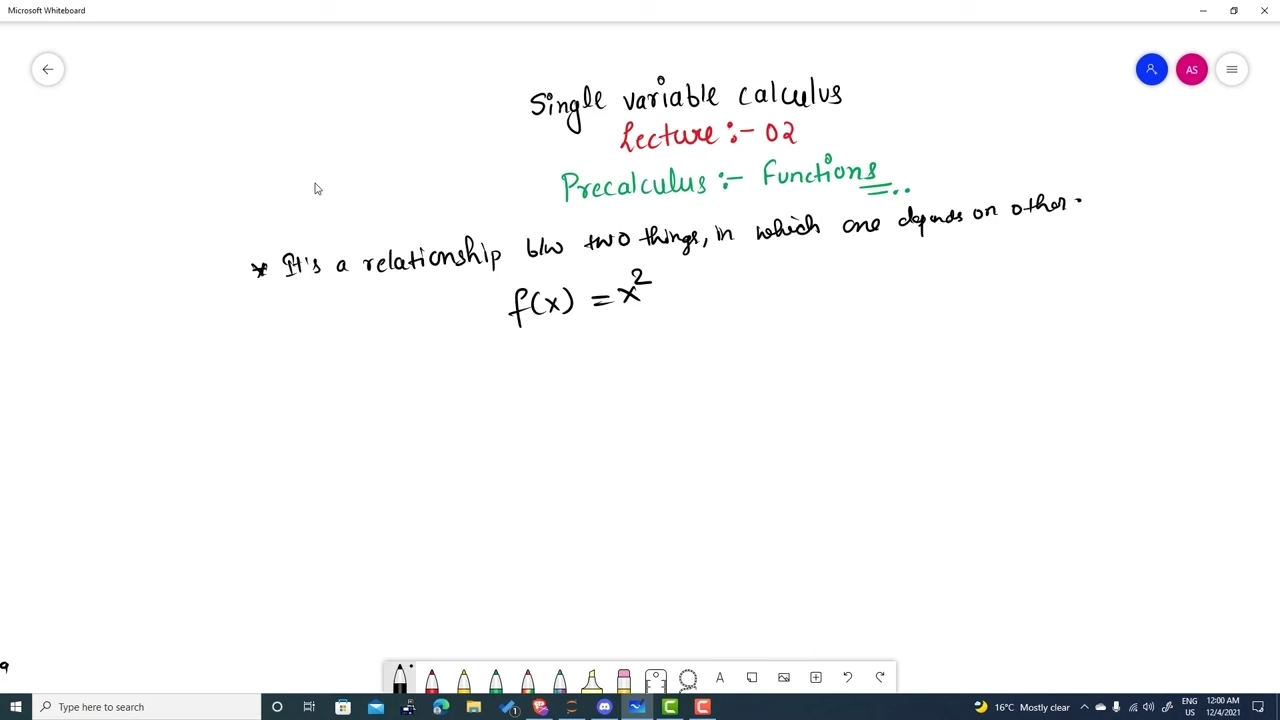 Microsoft Whiteboard
AS
Single variable calculus
Lecture :- 02
Precalculus :- Functions
* It's a relationship b/w two things, in which one depends on other.
f(x) = x²
9
A
Type here to search
16°C Mostly clear
ENG
US
12:00 AM
12/4/2021